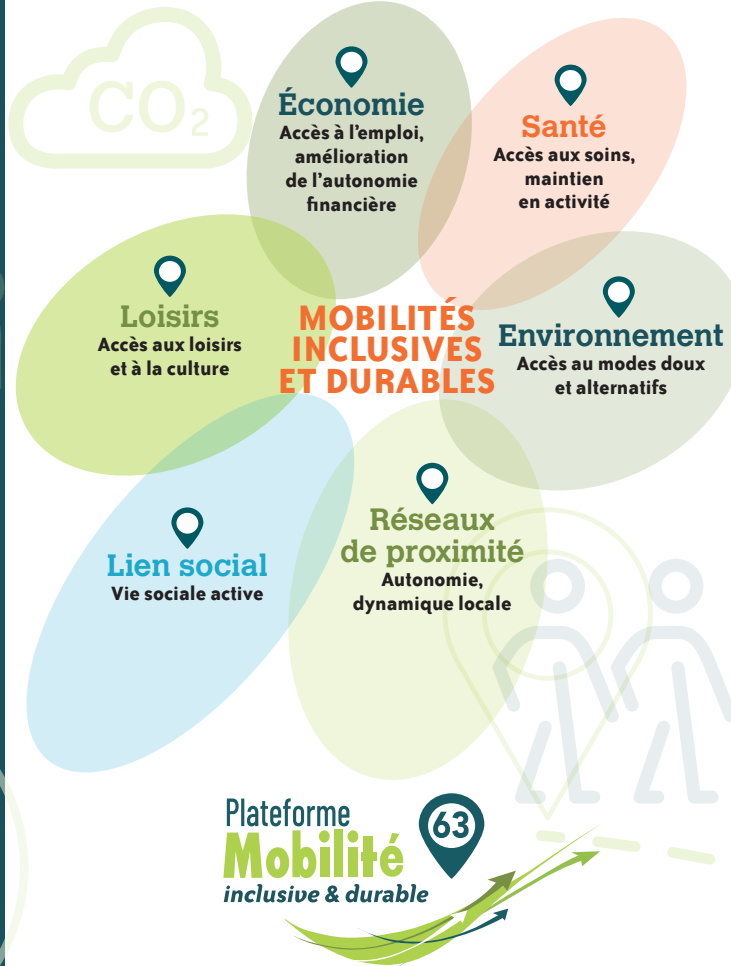 CO2
Économie
Accès à l'emploi,
amélioration
de l'autonomie
financière
Santé
Accès aux soins,
maintien
en activité
Loisirs
Accès aux loisirs
et à la culture
MOBILITÉS
INCLUSIVES
ET DURABLES
Environnement
Accès au modes doux
et alternatifs
Lien social
Vie sociale active
Réseaux
de proximité
Autonomie,
dynamique locale
Plateforme
Mobilité
63
inclusive & durable